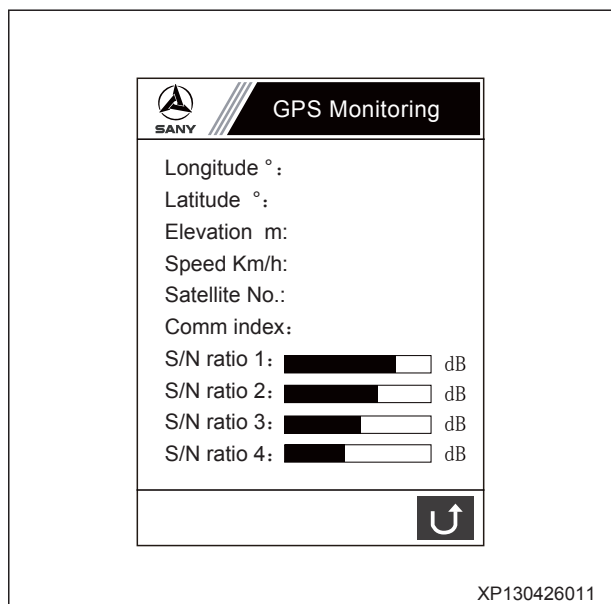 SANY
GPS Monitoring
Longitude °：
Latitude °：
Elevation m:
Speed Km/h:
Satellite No.:
Comm index：
S/N ratio 1： dB
S/N ratio 2： dB
S/N ratio 3： dB
S/N ratio 4： dB
XP130426011